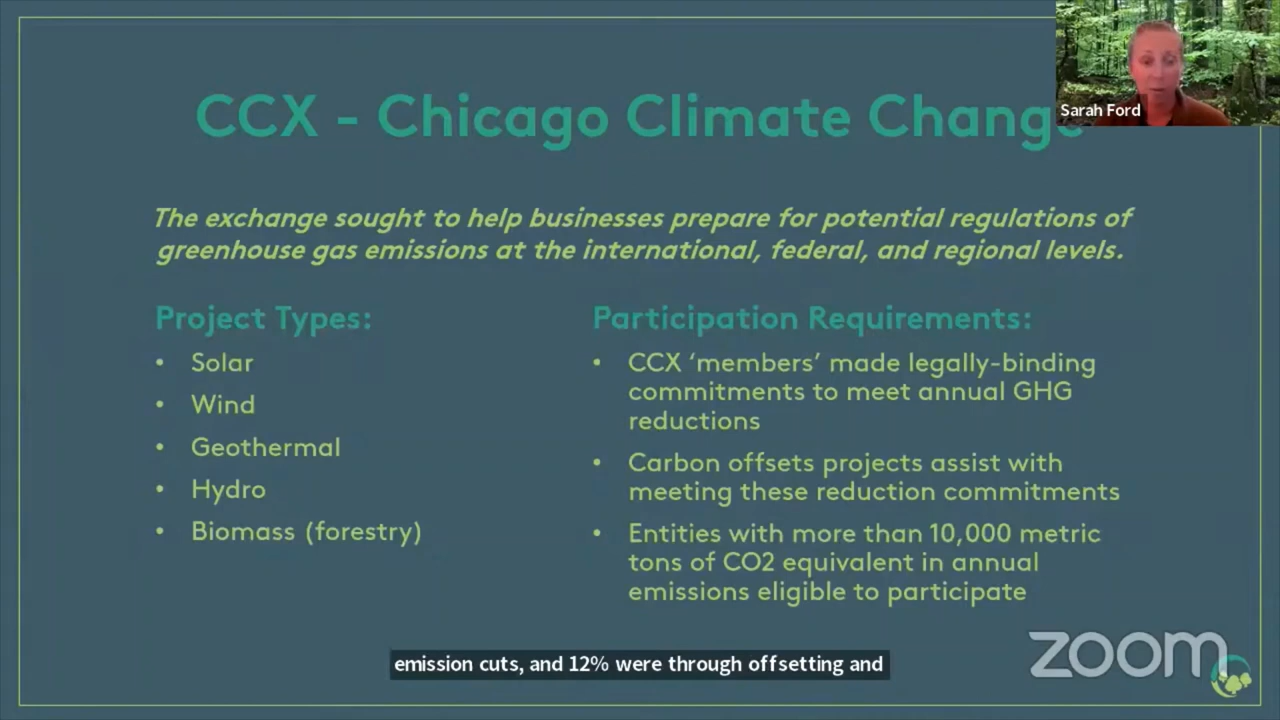 CCX - Chicago Climate Change
Sarah Ford
The exchange sought to help businesses prepare for potential regulations of
greenhouse gas emissions at the international, federal, and regional levels.
Project Types:
• Solar
• Wind
• Geothermal
• Hydro
• Biomass (forestry)
Participation Requirements:
• CCX ‘members’ made legally-binding
commitments to meet annual GHG
reductions
• Carbon offsets projects assist with
meeting these reduction commitments
• Entities with more than 10,000 metric
tons of CO2 equivalent in annual
emissions eligible to participate
emission cuts, and 12% were through offsetting and
zoom